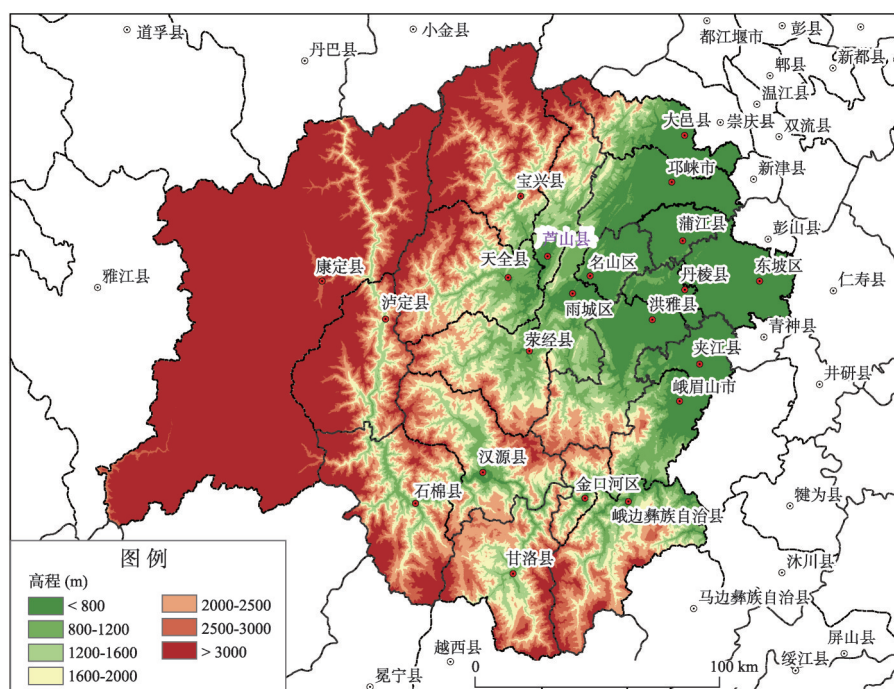 道孚县
小金县
都江堰市
彭县
丹巴县
郫县
新都县
温江县
大邑县
崇庆县
双流县
邛崃市
新津县
宝兴县
蒲江县
彭山县
芦山县
天全县
名山区
康定县
雅江县
丹棱县
东坡区
仁寿县
雨城区
泸定县
洪雅县
青神县
荥经县
夹江县
井研县
峨眉山市
汉源县
石棉县
金口河区
犍为县
峨边彝族自治县
图 例
高程 (m)
< 800
800-1200
1200-1600
1600-2000
2000-2500
2500-3000
> 3000
甘洛县
沐川县
马边彝族自治县
越西县
屏山县
绥江县
冕宁县
0
100 km